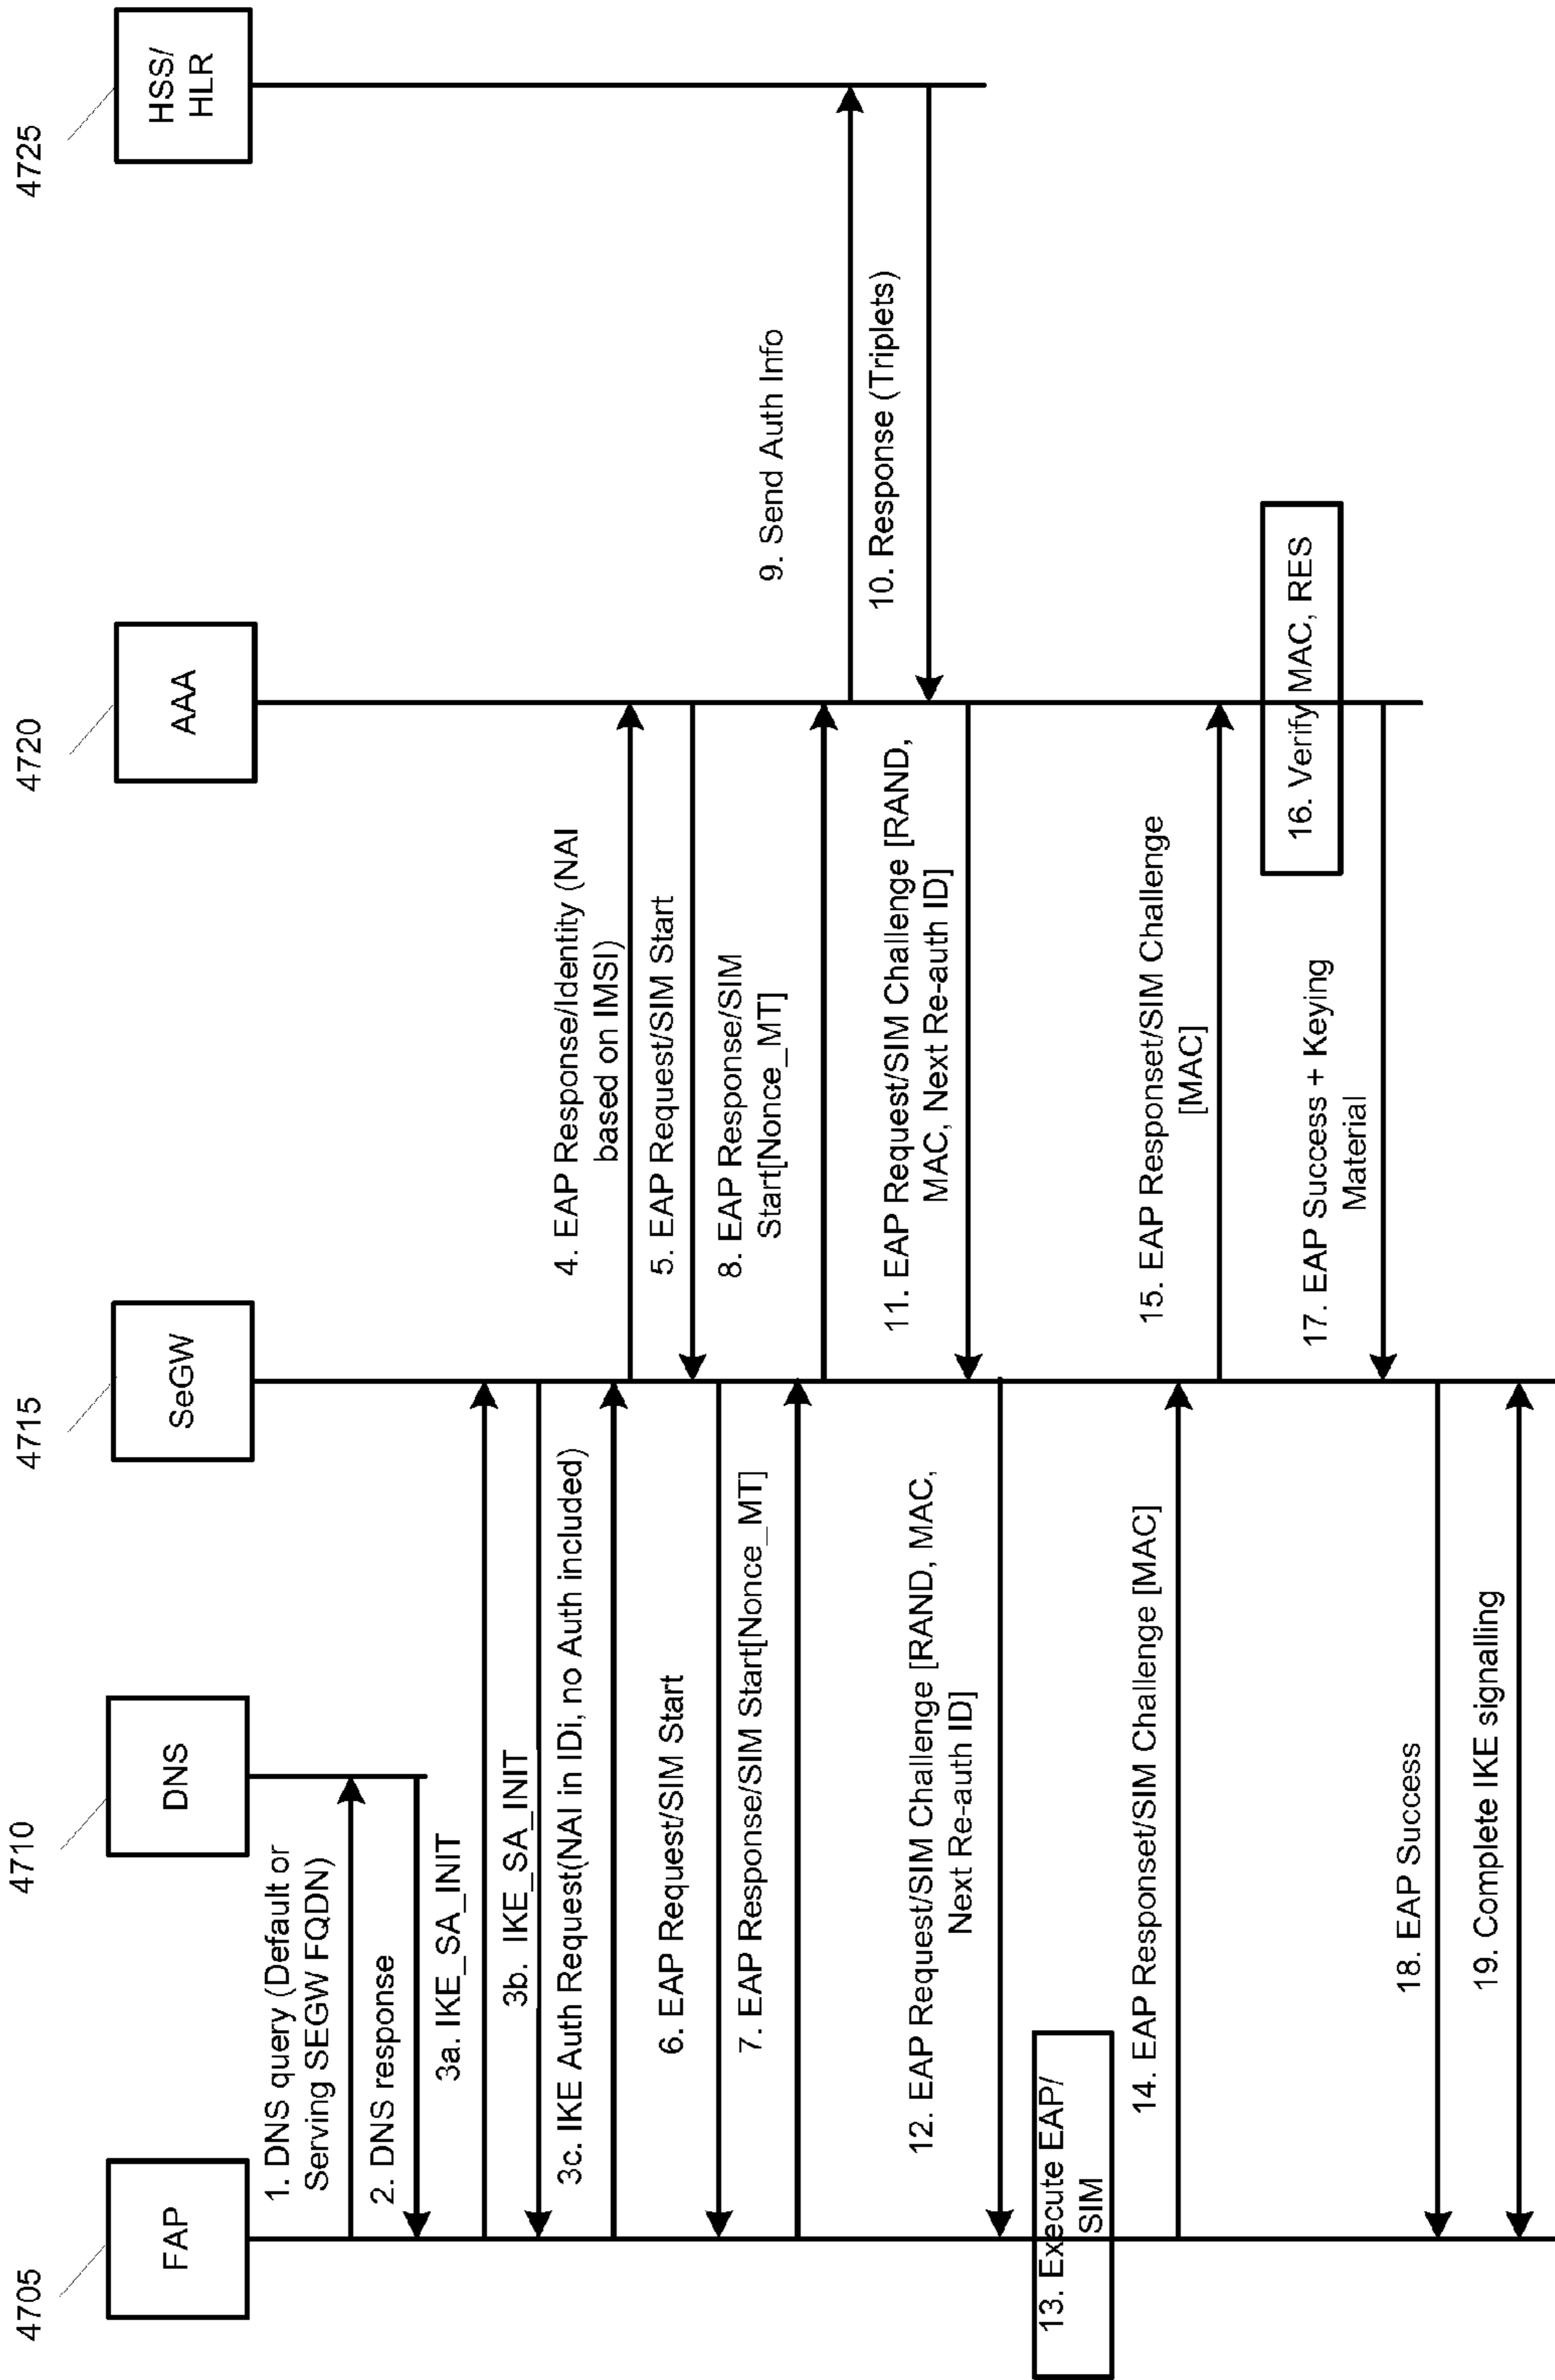 4705
4710
4715
4720
4725
FAP
DNS
SeGW
AAA
HSS/
HLR
1. DNS query (Default or
Serving SEGW FQDN)
2. DNS response
3a. IKE_SA_INIT
3b. IKE_SA_INIT
3c. IKE Auth Request(NAI in IDi, no Auth included)
4. EAP Response/Identity (NAI
based on IMSI)
5. EAP Request/SIM Start
6. EAP Request/SIM Start
7. EAP Response/SIM Start[Nonce_MT]
8. EAP Response/SIM
Start[Nonce_MT]
9. Send Auth Info
10. Response (Triplets)
11. EAP Request/SIM Challenge [RAND,
MAC, Next Re-auth ID]
12. EAP Request/SIM Challenge [RAND, MAC,
Next Re-auth ID]
13. Execute EAP/
SIM
14. EAP Responset/SIM Challenge [MAC]
15. EAP Responset/SIM Challenge
[MAC]
16. Verify MAC, RES
17. EAP Success + Keying
Material
18. EAP Success
19. Complete IKE signalling